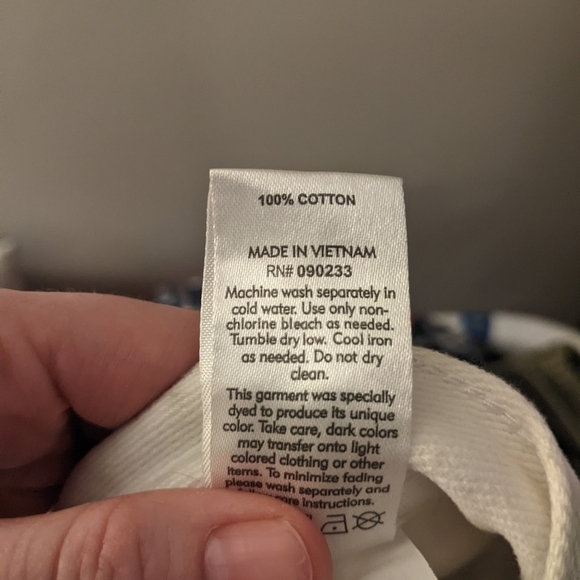 100% COTTON
MADE IN VIETNAM
RN# 090233
Machine wash separately in
cold water. Use only non-
chlorine bleach as needed.
Tumble dry low. Cool iron
as needed. Do not dry
clean.
This garment was specially
dyed to produce its unique
color. Take care, dark colors
may transfer onto light
colored clothing or other
items. To minimize fading
please wash separately and
care instructions.